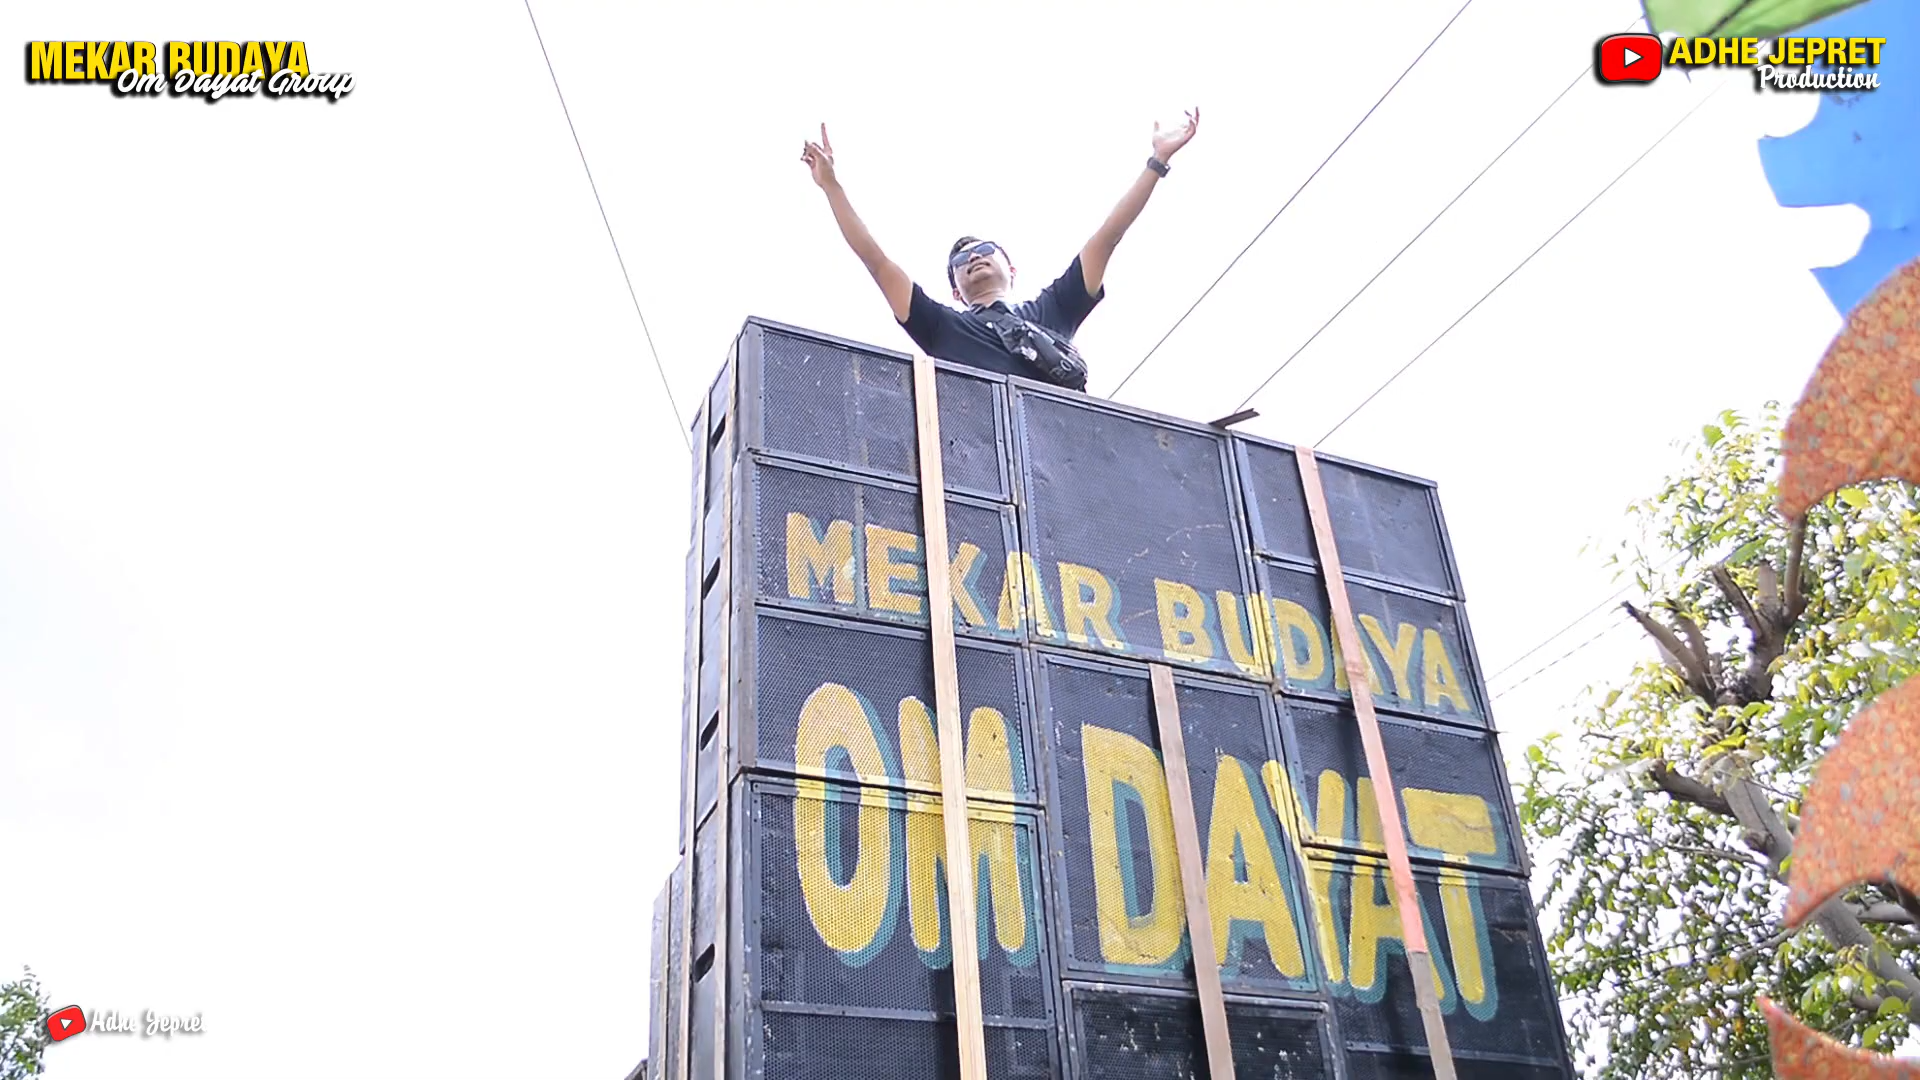 MEKAR BUDAYA
Om Dayat Group
ADHE JEPRET
Production
MEKAR BUDAYA
OM DAYAT
Adhe Jepret